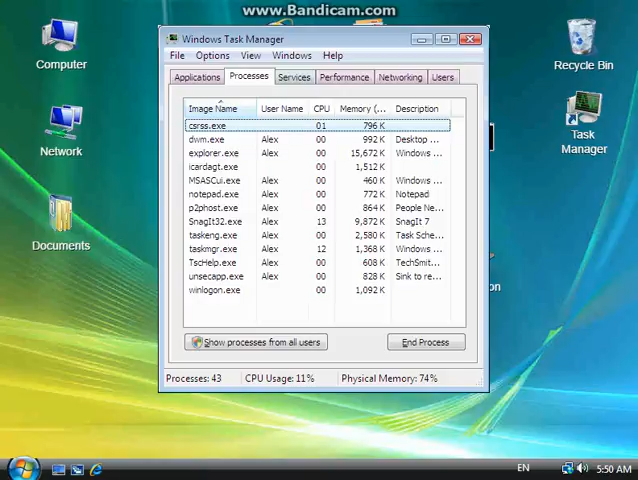 www.Bandicam.com
Computer
Recycle Bin
Network
Task
Manager
Documents
Windows Task Manager
File Options View Windows Help
Applications Processes Services Performance Networking Users
Image Name User Name CPU Memory (... Description
csrss.exe 01 796 K
dwm.exe Alex 00 992 K Desktop ...
explorer.exe Alex 00 15,672 K Windows ...
icardagt.exe 00 1,512 K
MSASCui.exe Alex 00 460 K Windows ...
notepad.exe Alex 00 772 K Notepad
p2phost.exe Alex 00 864 K People Ne...
SnagIt32.exe Alex 13 9,872 K SnagIt 7
taskeng.exe Alex 00 2,580 K Task Sche...
taskmgr.exe Alex 12 1,368 K Windows ...
TscHelp.exe Alex 00 608 K TechSmit...
unsecapp.exe Alex 00 828 K Sink to re...
winlogon.exe 00 1,092 K
Show processes from all users End Process
Processes: 43 CPU Usage: 11% Physical Memory: 74%
EN 5:50 AM